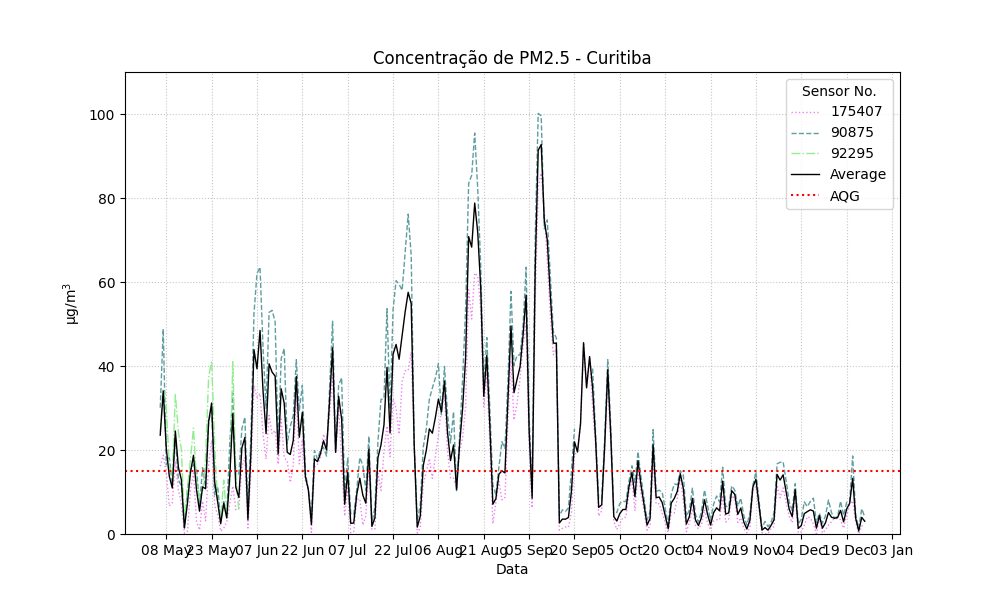 Concentração de PM2.5 - Curitiba
Sensor No.
175407
90875
92295
Average
AQG
100
80
60
40
20
0
µg/m³
08 May 23 May 07 Jun 22 Jun 07 Jul 22 Jul 06 Aug 21 Aug 05 Sep 20 Sep 05 Oct 20 Oct 04 Nov 19 Nov 04 Dec 19 Dec 03 Jan
Data